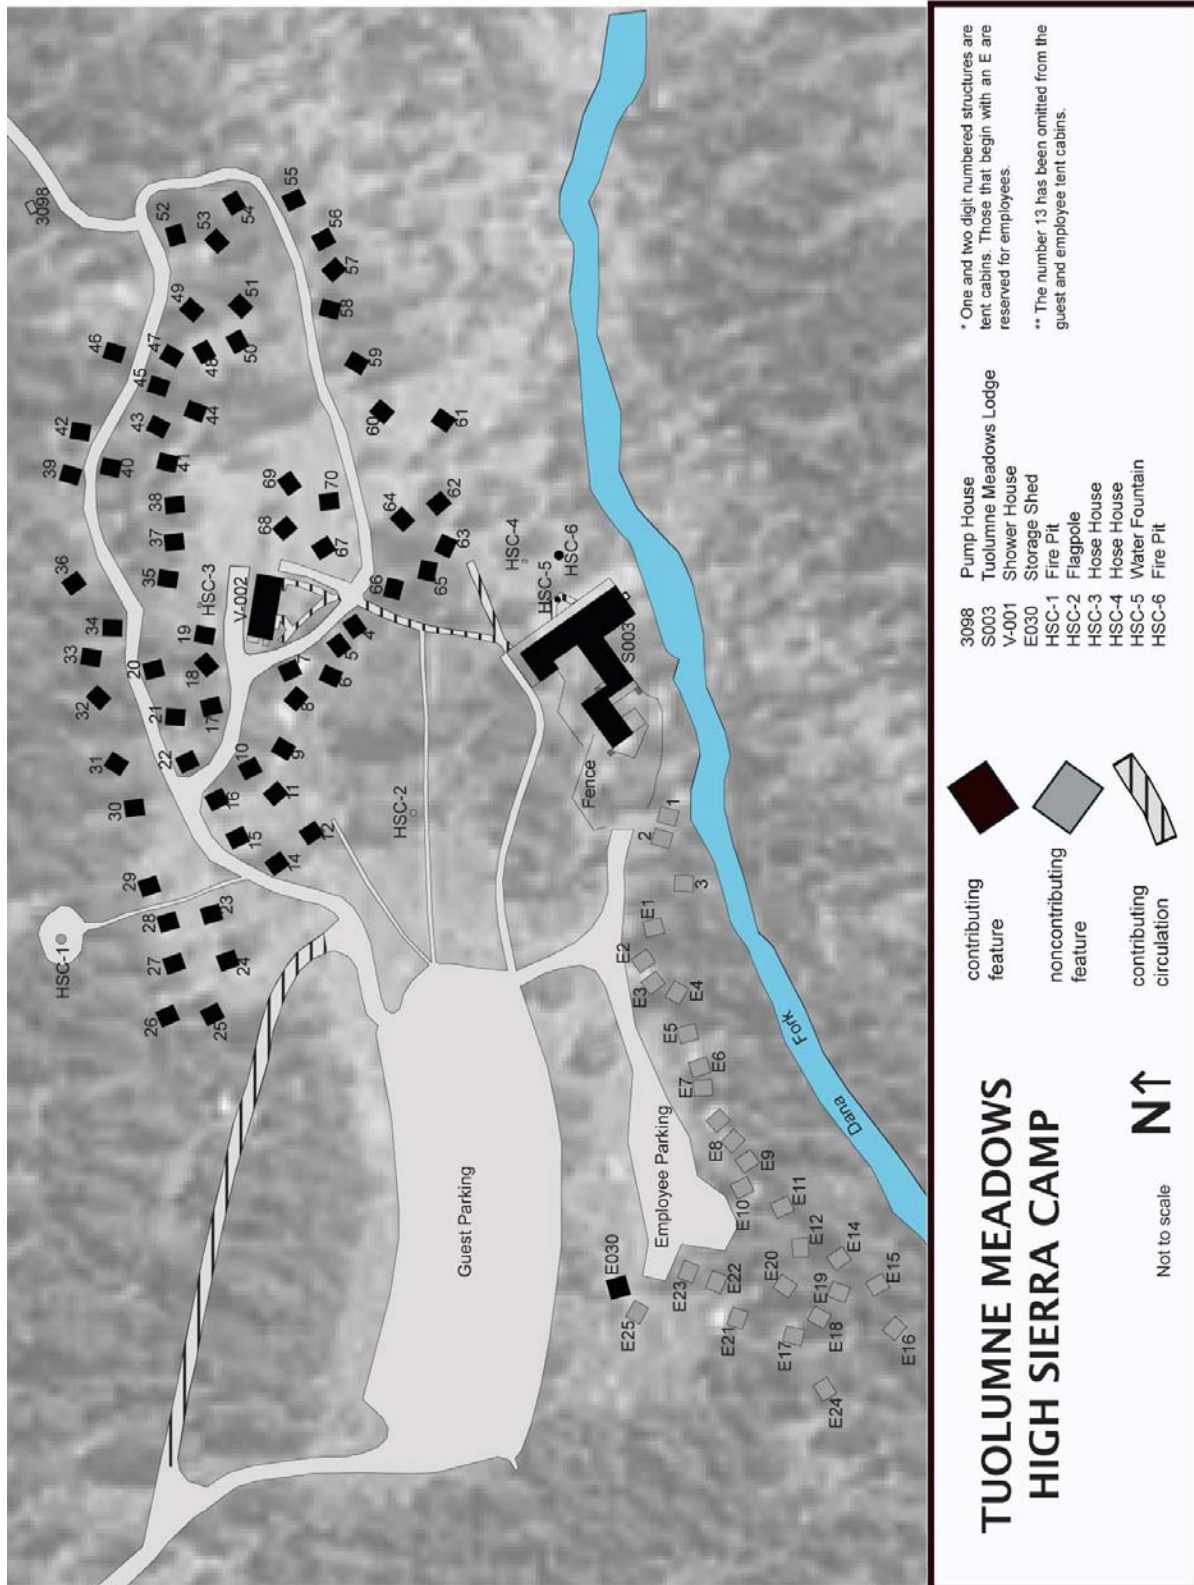 3098
52
53
54
55
56
57
58
59
60
61
46
49
51
47
48
50
45
44
43
42
39
40
41
38
37
36
35
34
33
32
31
30
29
28
27
26
25
24
23
HSC-1
HSC-3
V-002
19
20
18
21
17
22
16
15
14
10
11
12
9
8
7
6
5
4
69
68
70
67
64
62
63
65
66
HSC-4
HSC-5
HSC-6
S003
HSC-2
Fence
1
2
3
E1
E2
E3
E4
E5
E6
E7
E8
E9
E10
E11
E12
E14
E15
E16
E17
E18
E19
E20
E21
E22
E23
E24
E25
E030
Guest Parking
Employee Parking
Dana
Fork
TUOLUMNE MEADOWS
HIGH SIERRA CAMP
Not to scale
N↑
contributing
feature
noncontributing
feature
contributing
circulation
3098 Pump House
S003 Tuolumne Meadows Lodge
V-001 Shower House
E030 Storage Shed
HSC-1 Fire Pit
HSC-2 Flagpole
HSC-3 Hose House
HSC-4 Hose House
HSC-5 Water Fountain
HSC-6 Fire Pit
* One and two digit numbered structures are
tent cabins. Those that begin with an E are
reserved for employees.
** The number 13 has been omitted from the
guest and employee tent cabins.